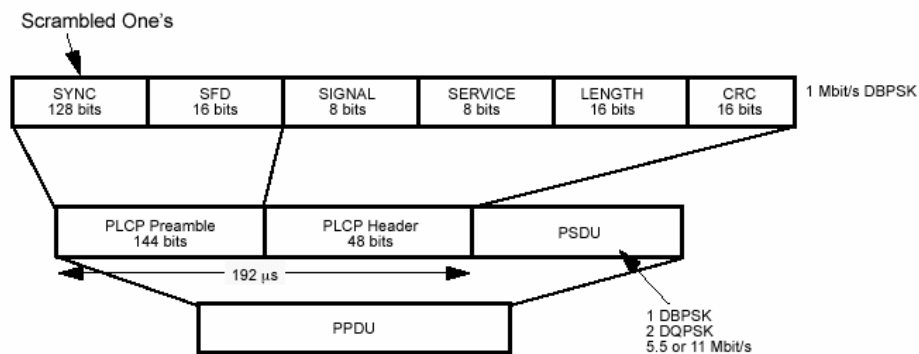 Scrambled One's
SYNC
128 bits
SFD
16 bits
SIGNAL
8 bits
SERVICE
8 bits
LENGTH
16 bits
CRC
16 bits
1 Mbit/s DBPSK
PLCP Preamble
144 bits
PLCP Header
48 bits
PSDU
192 µs
1 DBPSK
2 DQPSK
5.5 or 11 Mbit/s
PPDU